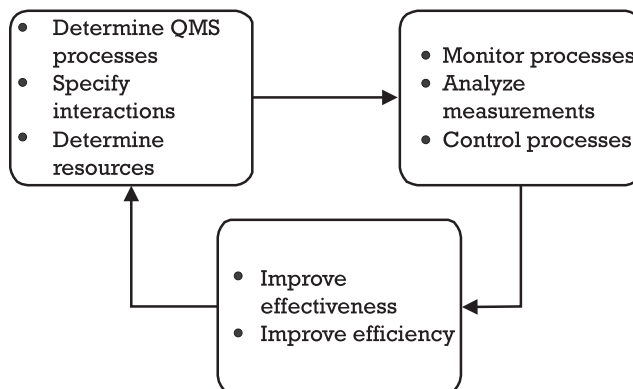 • Determine QMS
processes
• Specify
interactions
• Determine
resources
• Monitor processes
• Analyze
measurements
• Control processes
• Improve
effectiveness
• Improve efficiency